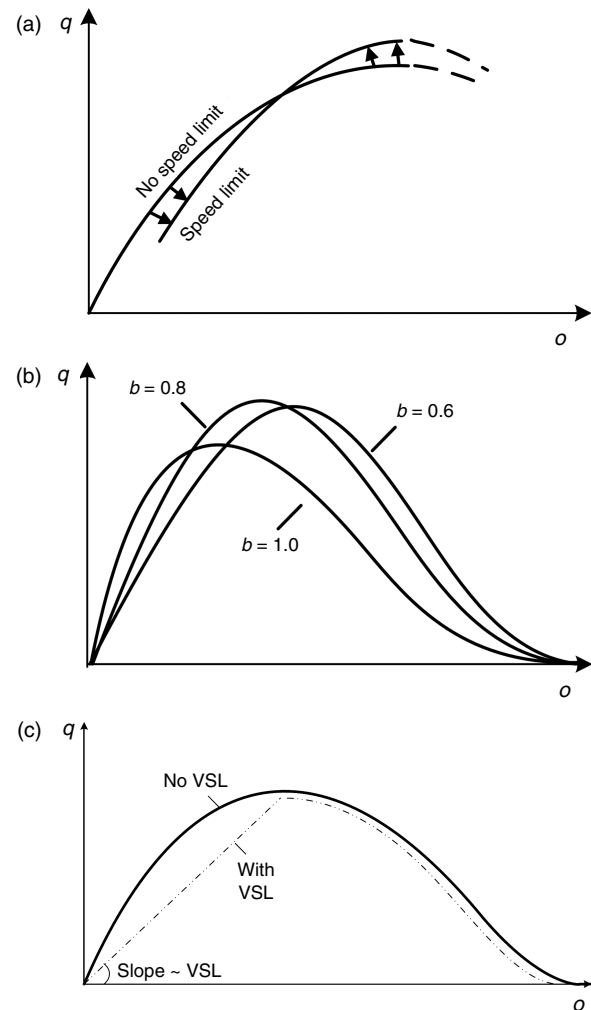 (a)
q
No speed limit
Speed limit
o
(b)
q
b = 0.8
b = 0.6
b = 1.0
o
(c)
q
No VSL
With
VSL
Slope ~ VSL
o